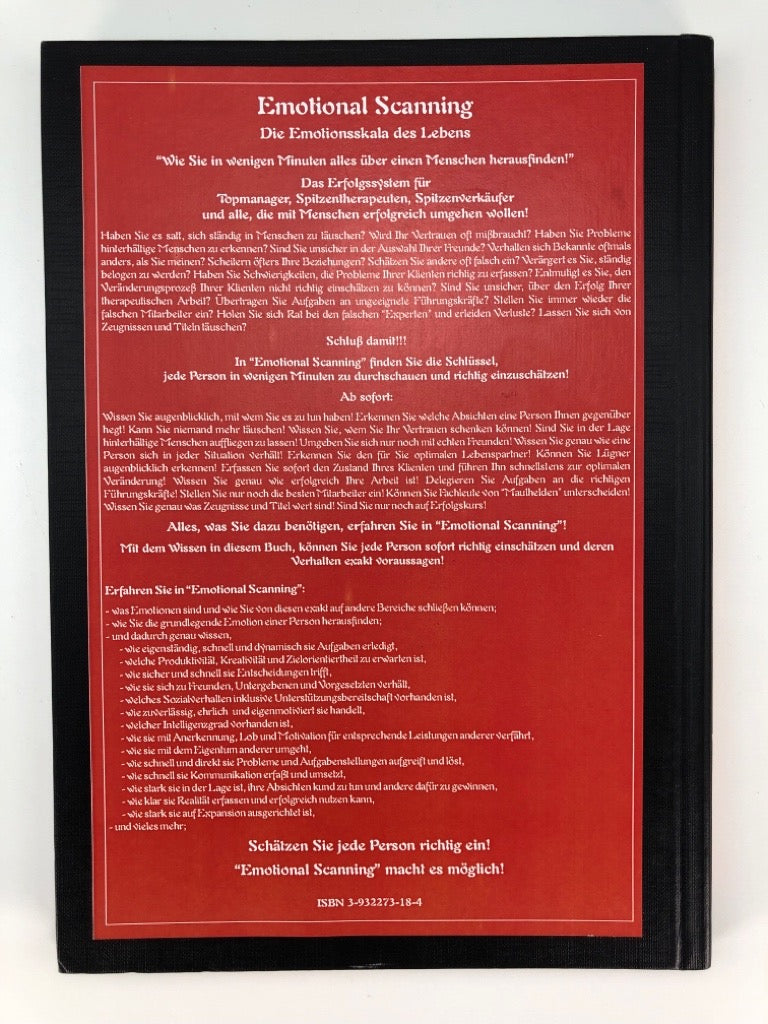 Emotional Scanning
Die Emotionsskala des Lebens
“Wie Sie in wenigen Minuten alles über einen Menschen herausfinden!”
Das Erfolgssystem für
Topmanager, Spitzentherapeuten, Spitzenverkäufer
und alle, die mit Menschen erfolgreich umgehen wollen!
Haben Sie es satt, sich ständig in Menschen zu täuschen? Wird Ihr Vertrauen oft mißbraucht? Haben Sie Probleme
hinterhältige Menschen zu erkennen? Sind Sie unsicher in der Auswahl Ihrer Freunde? Verhalten sich Bekannte oftmals
anders, als Sie meinen? Scheitern öfters Ihre Beziehungen? Schätzen Sie andere oft falsch ein? Verärgert es Sie, ständig
belogen zu werden? Haben Sie Schwierigkeiten, die Probleme Ihrer Klienten richtig zu erfassen? Entmutigt es Sie, den
Veränderungsprozeß Ihrer Klienten nicht richtig einschätzen zu können? Sind Sie unsicher, über den Erfolg Ihrer
therapeutischen Arbeit? Übertragen Sie Aufgaben an ungeeignete Führungskräfte? Stellen Sie immer wieder die
falschen Mitarbeiter ein? Holen Sie sich Rat bei den falschen "Experten" und erleiden Verluste? Lassen Sie sich von
Zeugnissen und Titeln täuschen?
Schluß damit!!!
In “Emotional Scanning” finden Sie die Schlüssel,
jede Person in wenigen Minuten zu durchschauen und richtig einzuschätzen!
Ab sofort:
Wissen Sie augenblicklich, mit wem Sie es zu tun haben! Erkennen Sie welche Absichten eine Person Ihnen gegenüber
hegt! Kann Sie niemand mehr täuschen! Wissen Sie, wem Sie Ihr Vertrauen schenken können! Sind Sie in der Lage
hinterhältige Menschen auffliegen zu lassen! Umgeben Sie sich nur noch mit echten Freunden! Wissen Sie genau wie eine
Person sich in jeder Situation verhält! Erkennen Sie den für Sie optimalen Lebenspartner! Können Sie Lügner
augenblicklich erkennen! Erfassen Sie sofort den Zustand Ihres Klienten und führen Ihn schnellstens zur optimalen
Veränderung! Wissen Sie genau wie erfolgreich Ihre Arbeit ist! Delegieren Sie Aufgaben an die richtigen
Führungskräfte! Stellen Sie nur noch die besten Mitarbeiter ein! Können Sie Fachleute von "Maulhelden" unterscheiden!
Wissen Sie genau was Zeugnisse und Titel wert sind! Sind Sie nur noch auf Erfolgskurs!
Alles, was Sie dazu benötigen, erfahren Sie in “Emotional Scanning”!
Mit dem Wissen in diesem Buch, können Sie jede Person sofort richtig einschätzen und deren
Verhalten exakt voraussagen!
Erfahren Sie in “Emotional Scanning”:
- was Emotionen sind und wie Sie von diesen exakt auf andere Bereiche schließen können;
- wie Sie die grundlegende Emotion einer Person herausfinden;
- und dadurch genau wissen,
- wie eigenständig, schnell und dynamisch sie Aufgaben erledigt,
- welche Produktivität, Kreativität und Zielorientiertheit zu erwarten ist,
- wie sicher und schnell sie Entscheidungen trifft,
- wie sie sich zu Freunden, Untergebenen und Vorgesetzten verhält,
- welches Sozialverhalten inklusive Unterstützungsbereitschaft vorhanden ist,
- wie zuverlässig, ehrlich und eigenmotiviert sie handelt,
- welcher Intelligenzgrad vorhanden ist,
- wie sie mit Anerkennung, Lob und Motivation für entsprechende Leistungen anderer verfährt,
- wie sie mit dem Eigentum anderer umgeht,
- wie schnell und direkt sie Probleme und Aufgabenstellungen aufgreift und löst,
- wie schnell sie Kommunikation erfaßt und umsetzt,
- wie stark sie in der Lage ist, ihre Absichten kund zu tun und andere dafür zu gewinnen,
- wie klar sie Realität erfassen und erfolgreich nutzen kann,
- wie stark sie auf Expansion ausgerichtet ist,
- und vieles mehr;
Schätzen Sie jede Person richtig ein!
“Emotional Scanning” macht es möglich!
ISBN 3-932273-18-4